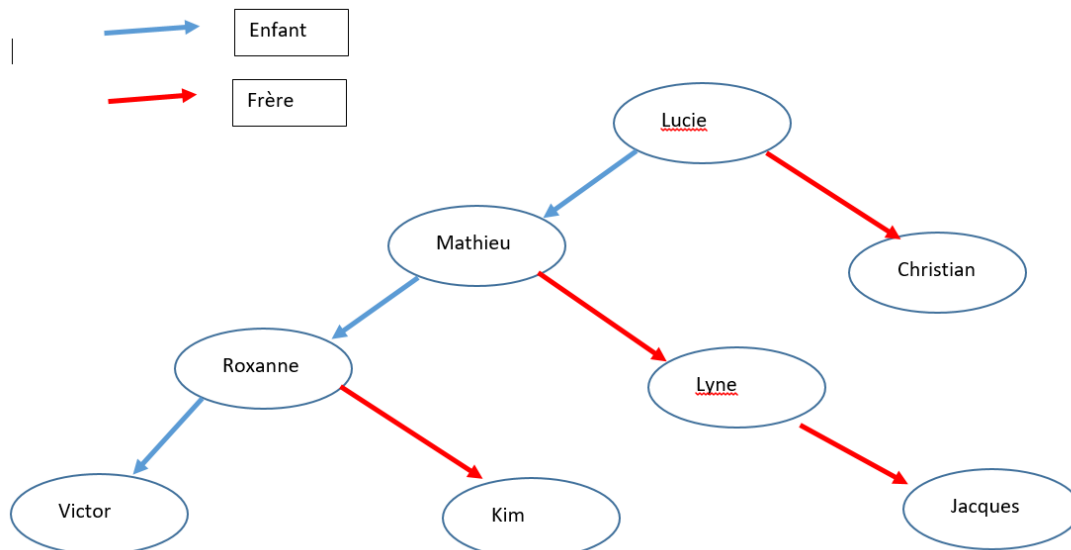 Enfant
Frère
Lucie
Mathieu
Christian
Roxanne
Lyne
Victor
Kim
Jacques